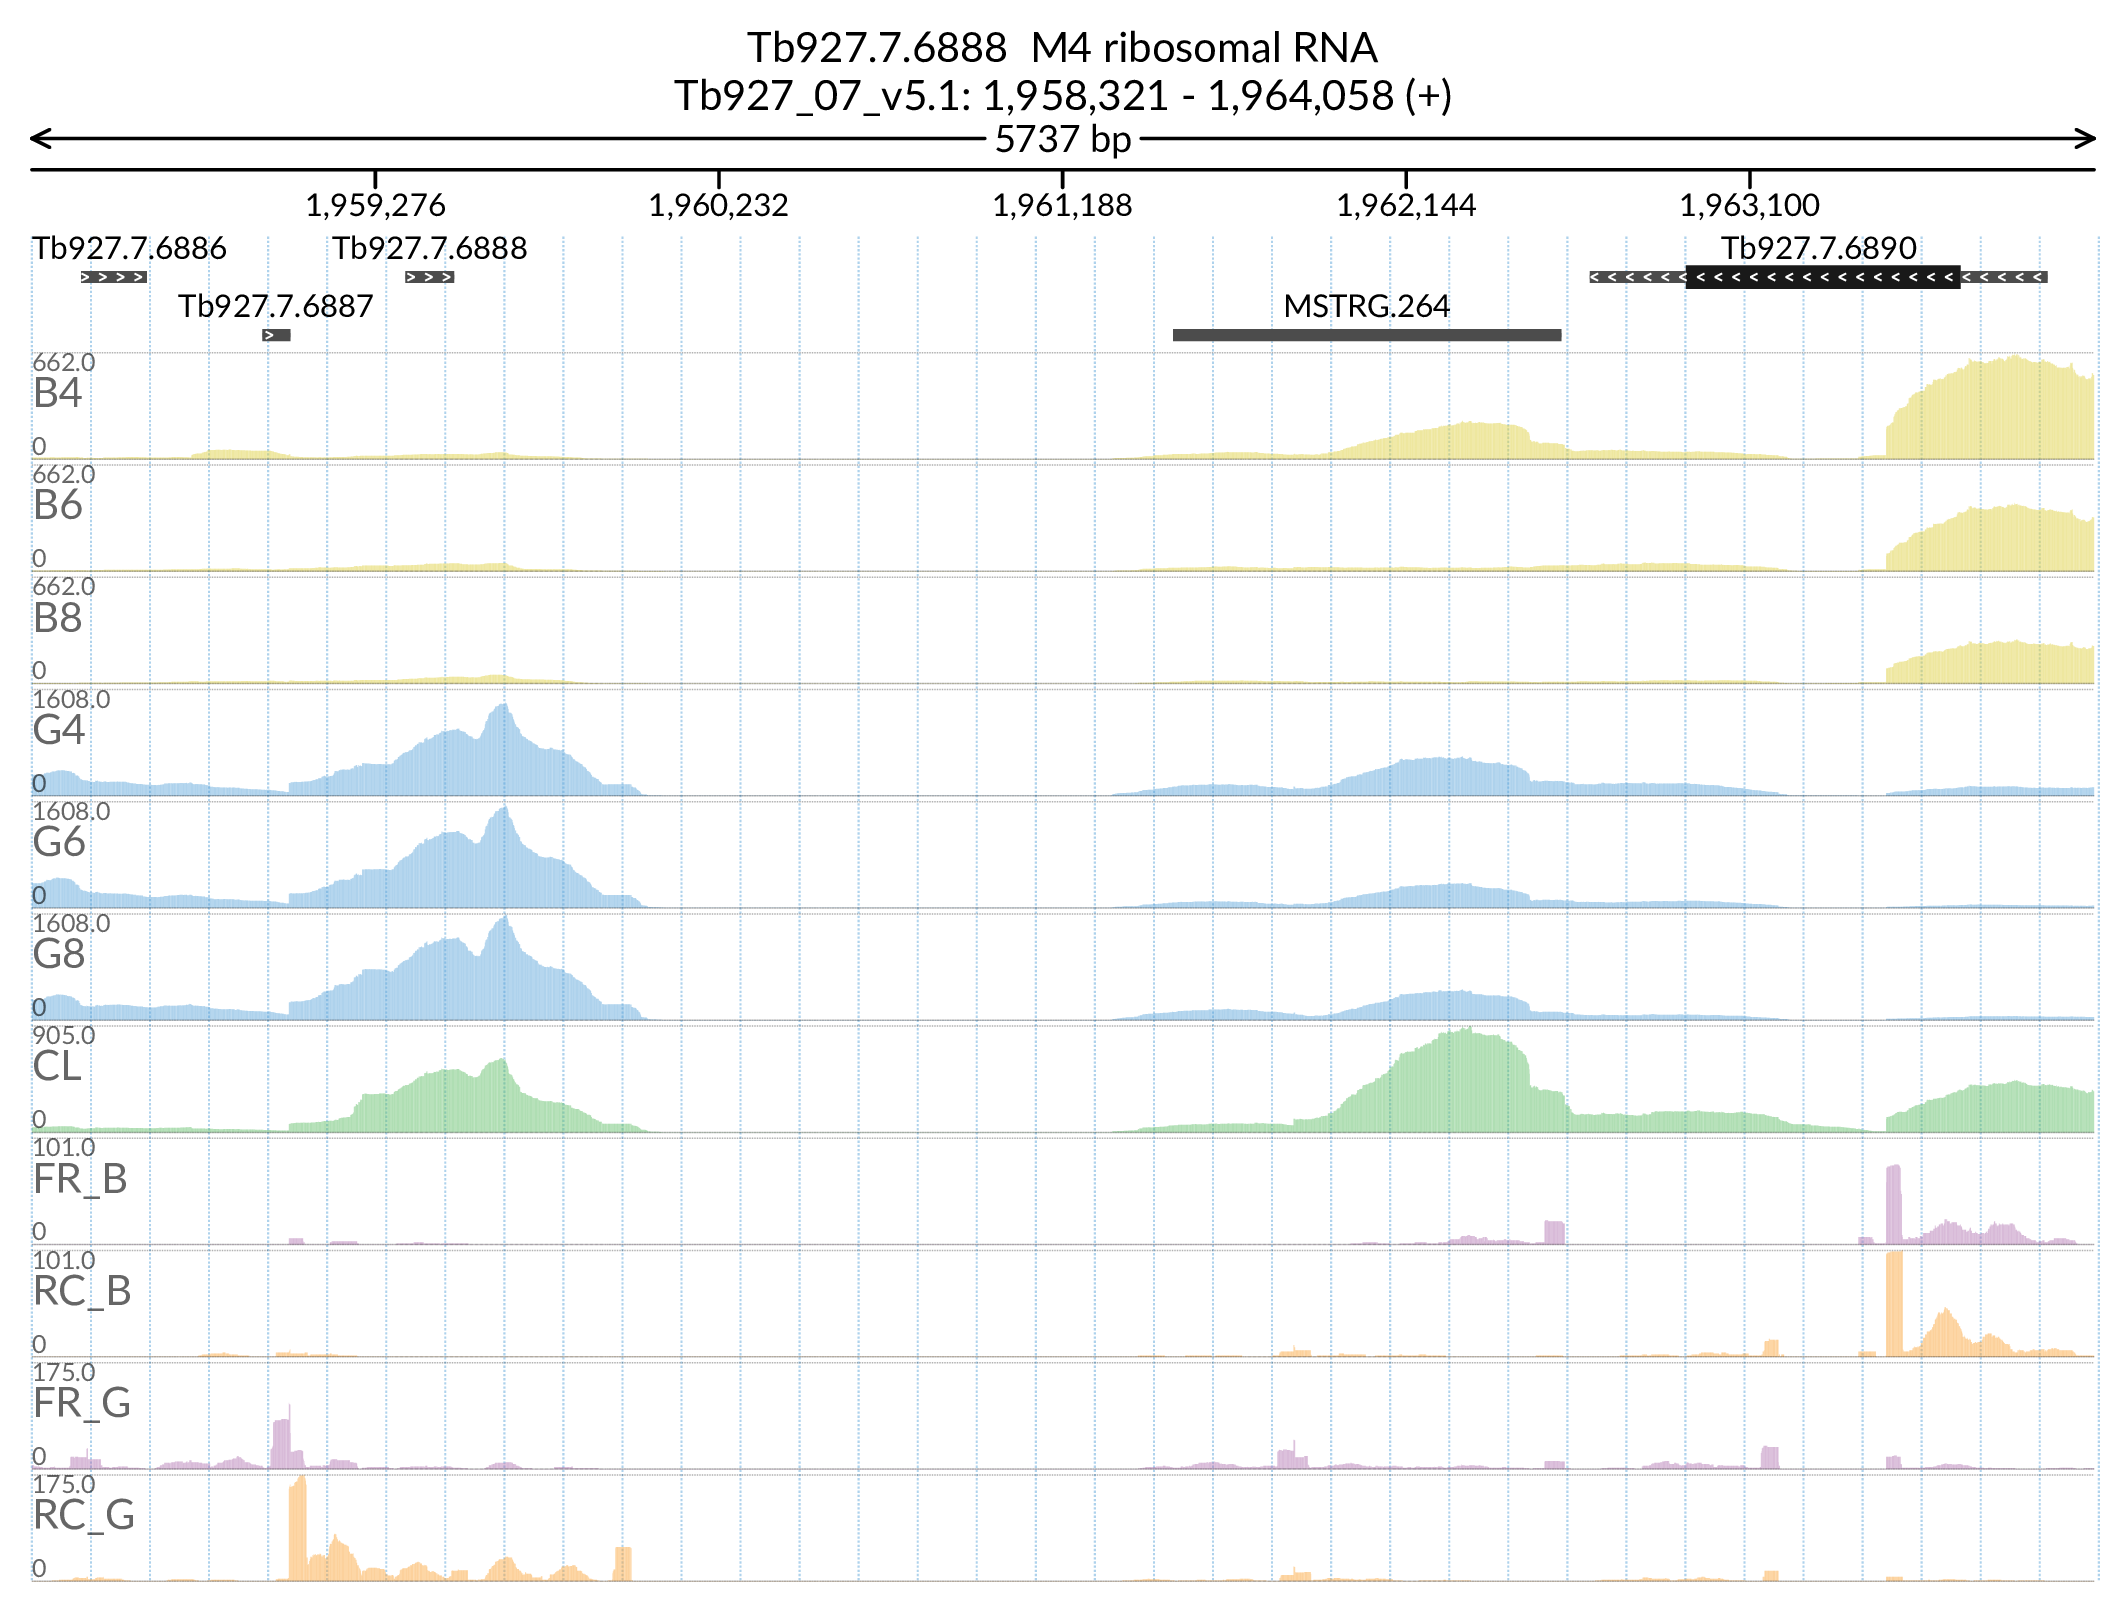 Tb927.7.6888 M4 ribosomal RNA
Tb927_07_v5.1: 1,958,321 - 1,964,058 (+)
5737 bp
1,959,276 1,960,232 1,961,188 1,962,144 1,963,100
Tb927.7.6886 Tb927.7.6888 Tb927.7.6890
Tb927.7.6887 MSTRG.264
662.0
B4
0
662.0
B6
0
662.0
B8
0
1608.0
G4
0
1608.0
G6
0
1608.0
G8
0
905.0
CL
0
101.0
FR_B
0
101.0
RC_B
0
175.0
FR_G
0
175.0
RC_G
0